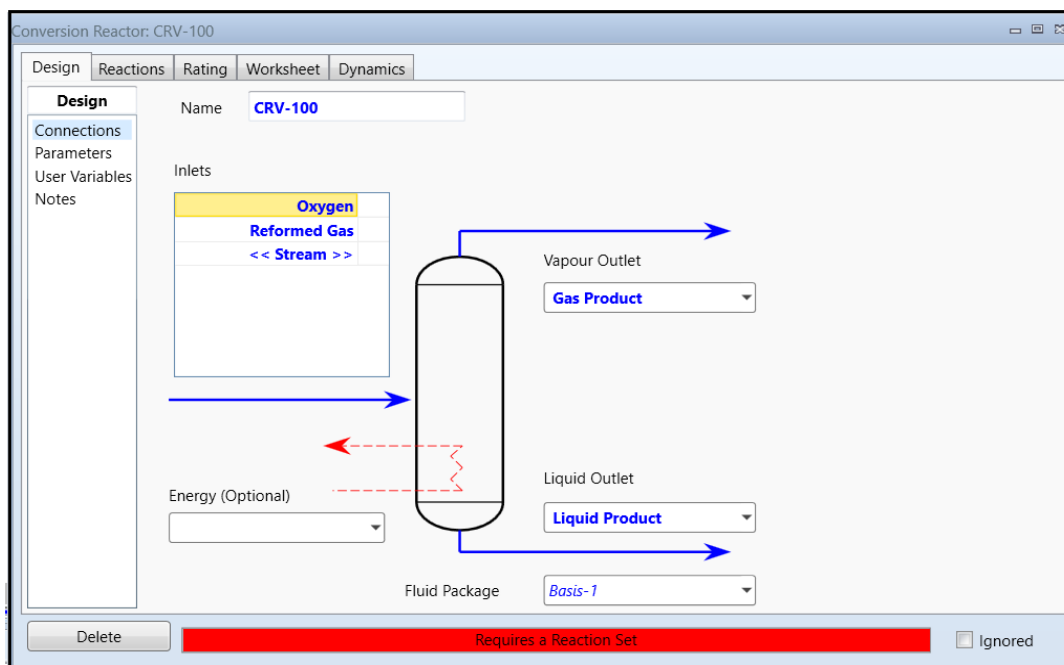 Conversion Reactor: CRV-100
Design Reactions Rating Worksheet Dynamics
Design
Connections
Parameters
User Variables
Notes
Name CRV-100
Inlets
Oxygen
Reformed Gas
<< Stream >>
Vapour Outlet
Gas Product
Energy (Optional)
Liquid Outlet
Liquid Product
Fluid Package Basis-1
Delete Requires a Reaction Set Ignored